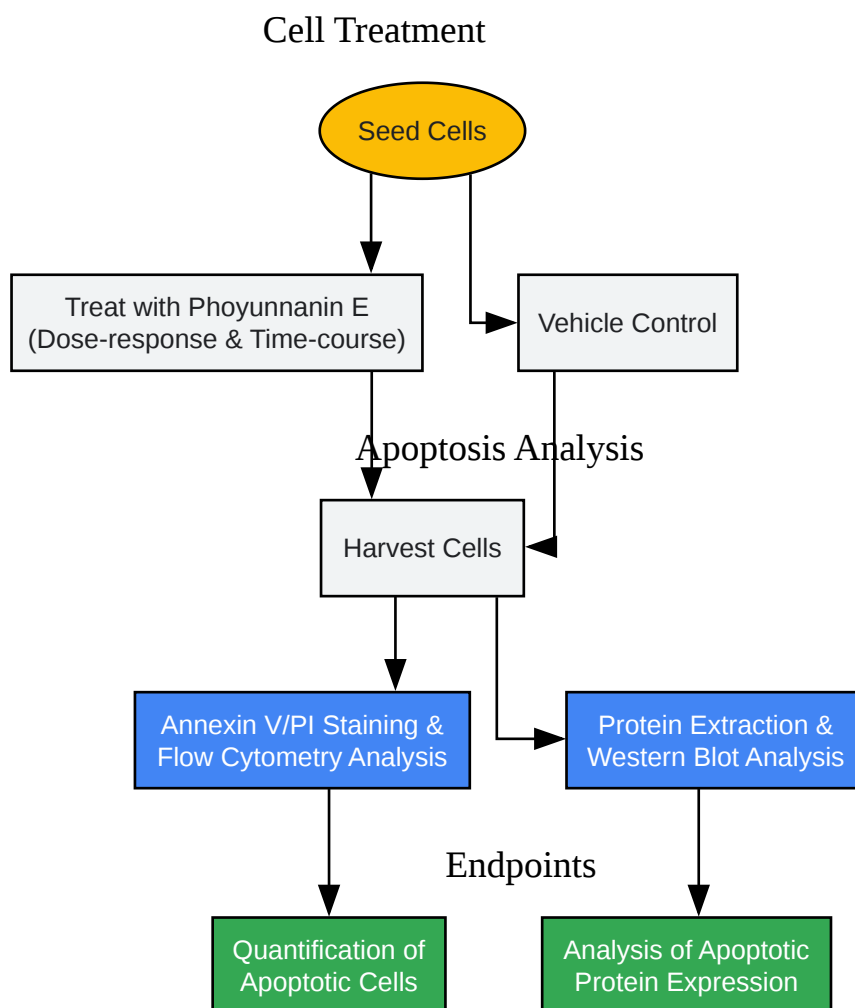 Cell Treatment
Seed Cells
Treat with Phoyunnanin E
(Dose-response & Time-course)
Vehicle Control
Apoptosis Analysis
Harvest Cells
Annexin V/PI Staining &
Flow Cytometry Analysis
Protein Extraction &
Western Blot Analysis
Endpoints
Quantification of
Apoptotic Cells
Analysis of Apoptotic
Protein Expression